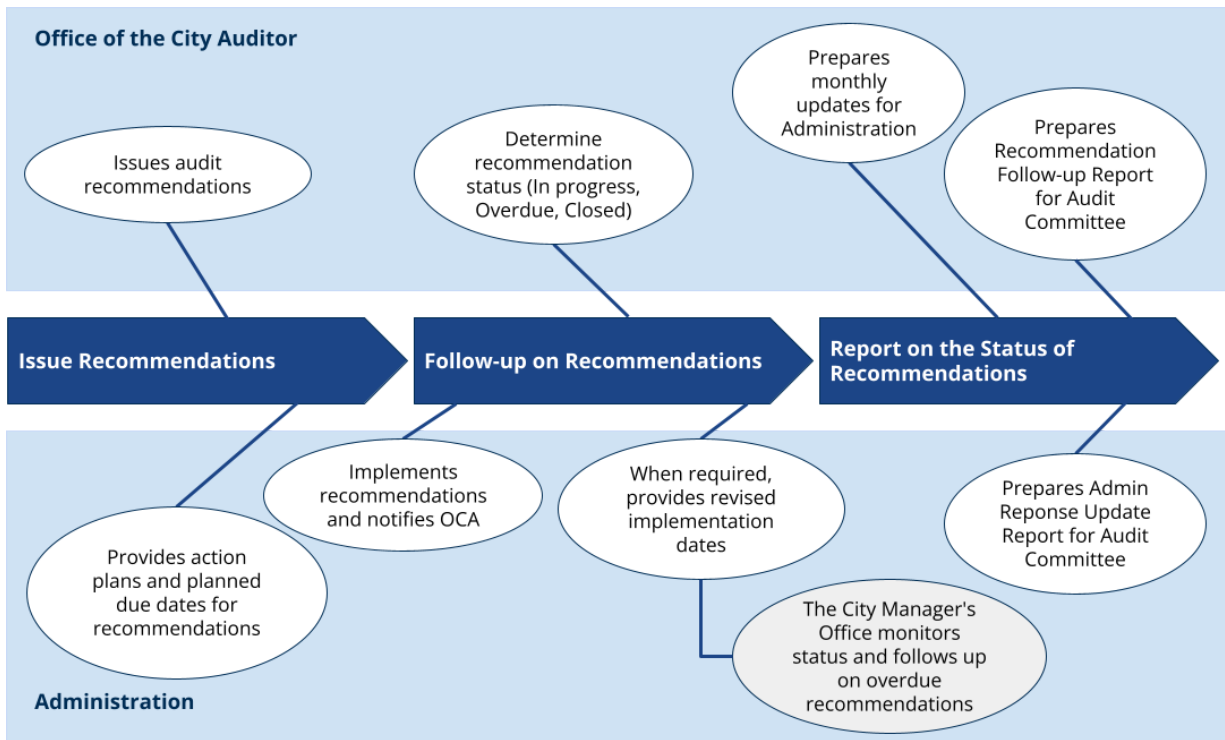 Office of the City Auditor
Issues audit
recommendations
Determine
recommendation
status (In progress,
Overdue, Closed)
Prepares
monthly
updates for
Administration
Prepares
Recommendation
Follow-up Report
for Audit
Committee
Issue Recommendations
Follow-up on Recommendations
Report on the Status of
Recommendations
Provides action
plans and planned
due dates for
recommendations
Implements
recommendations
and notifies OCA
When required,
provides revised
implementation
dates
The City Manager's
Office monitors
status and follows up
on overdue
recommendations
Prepares Admin
Reponse Update
Report for Audit
Committee
Administration